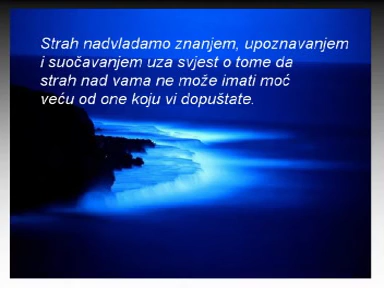 Strah nadvladamo znanjem, upoznavanjem
i suočavanjem uza svjest o tome da
strah nad vama ne može imati moć
veću od one koju vi dopuštate.